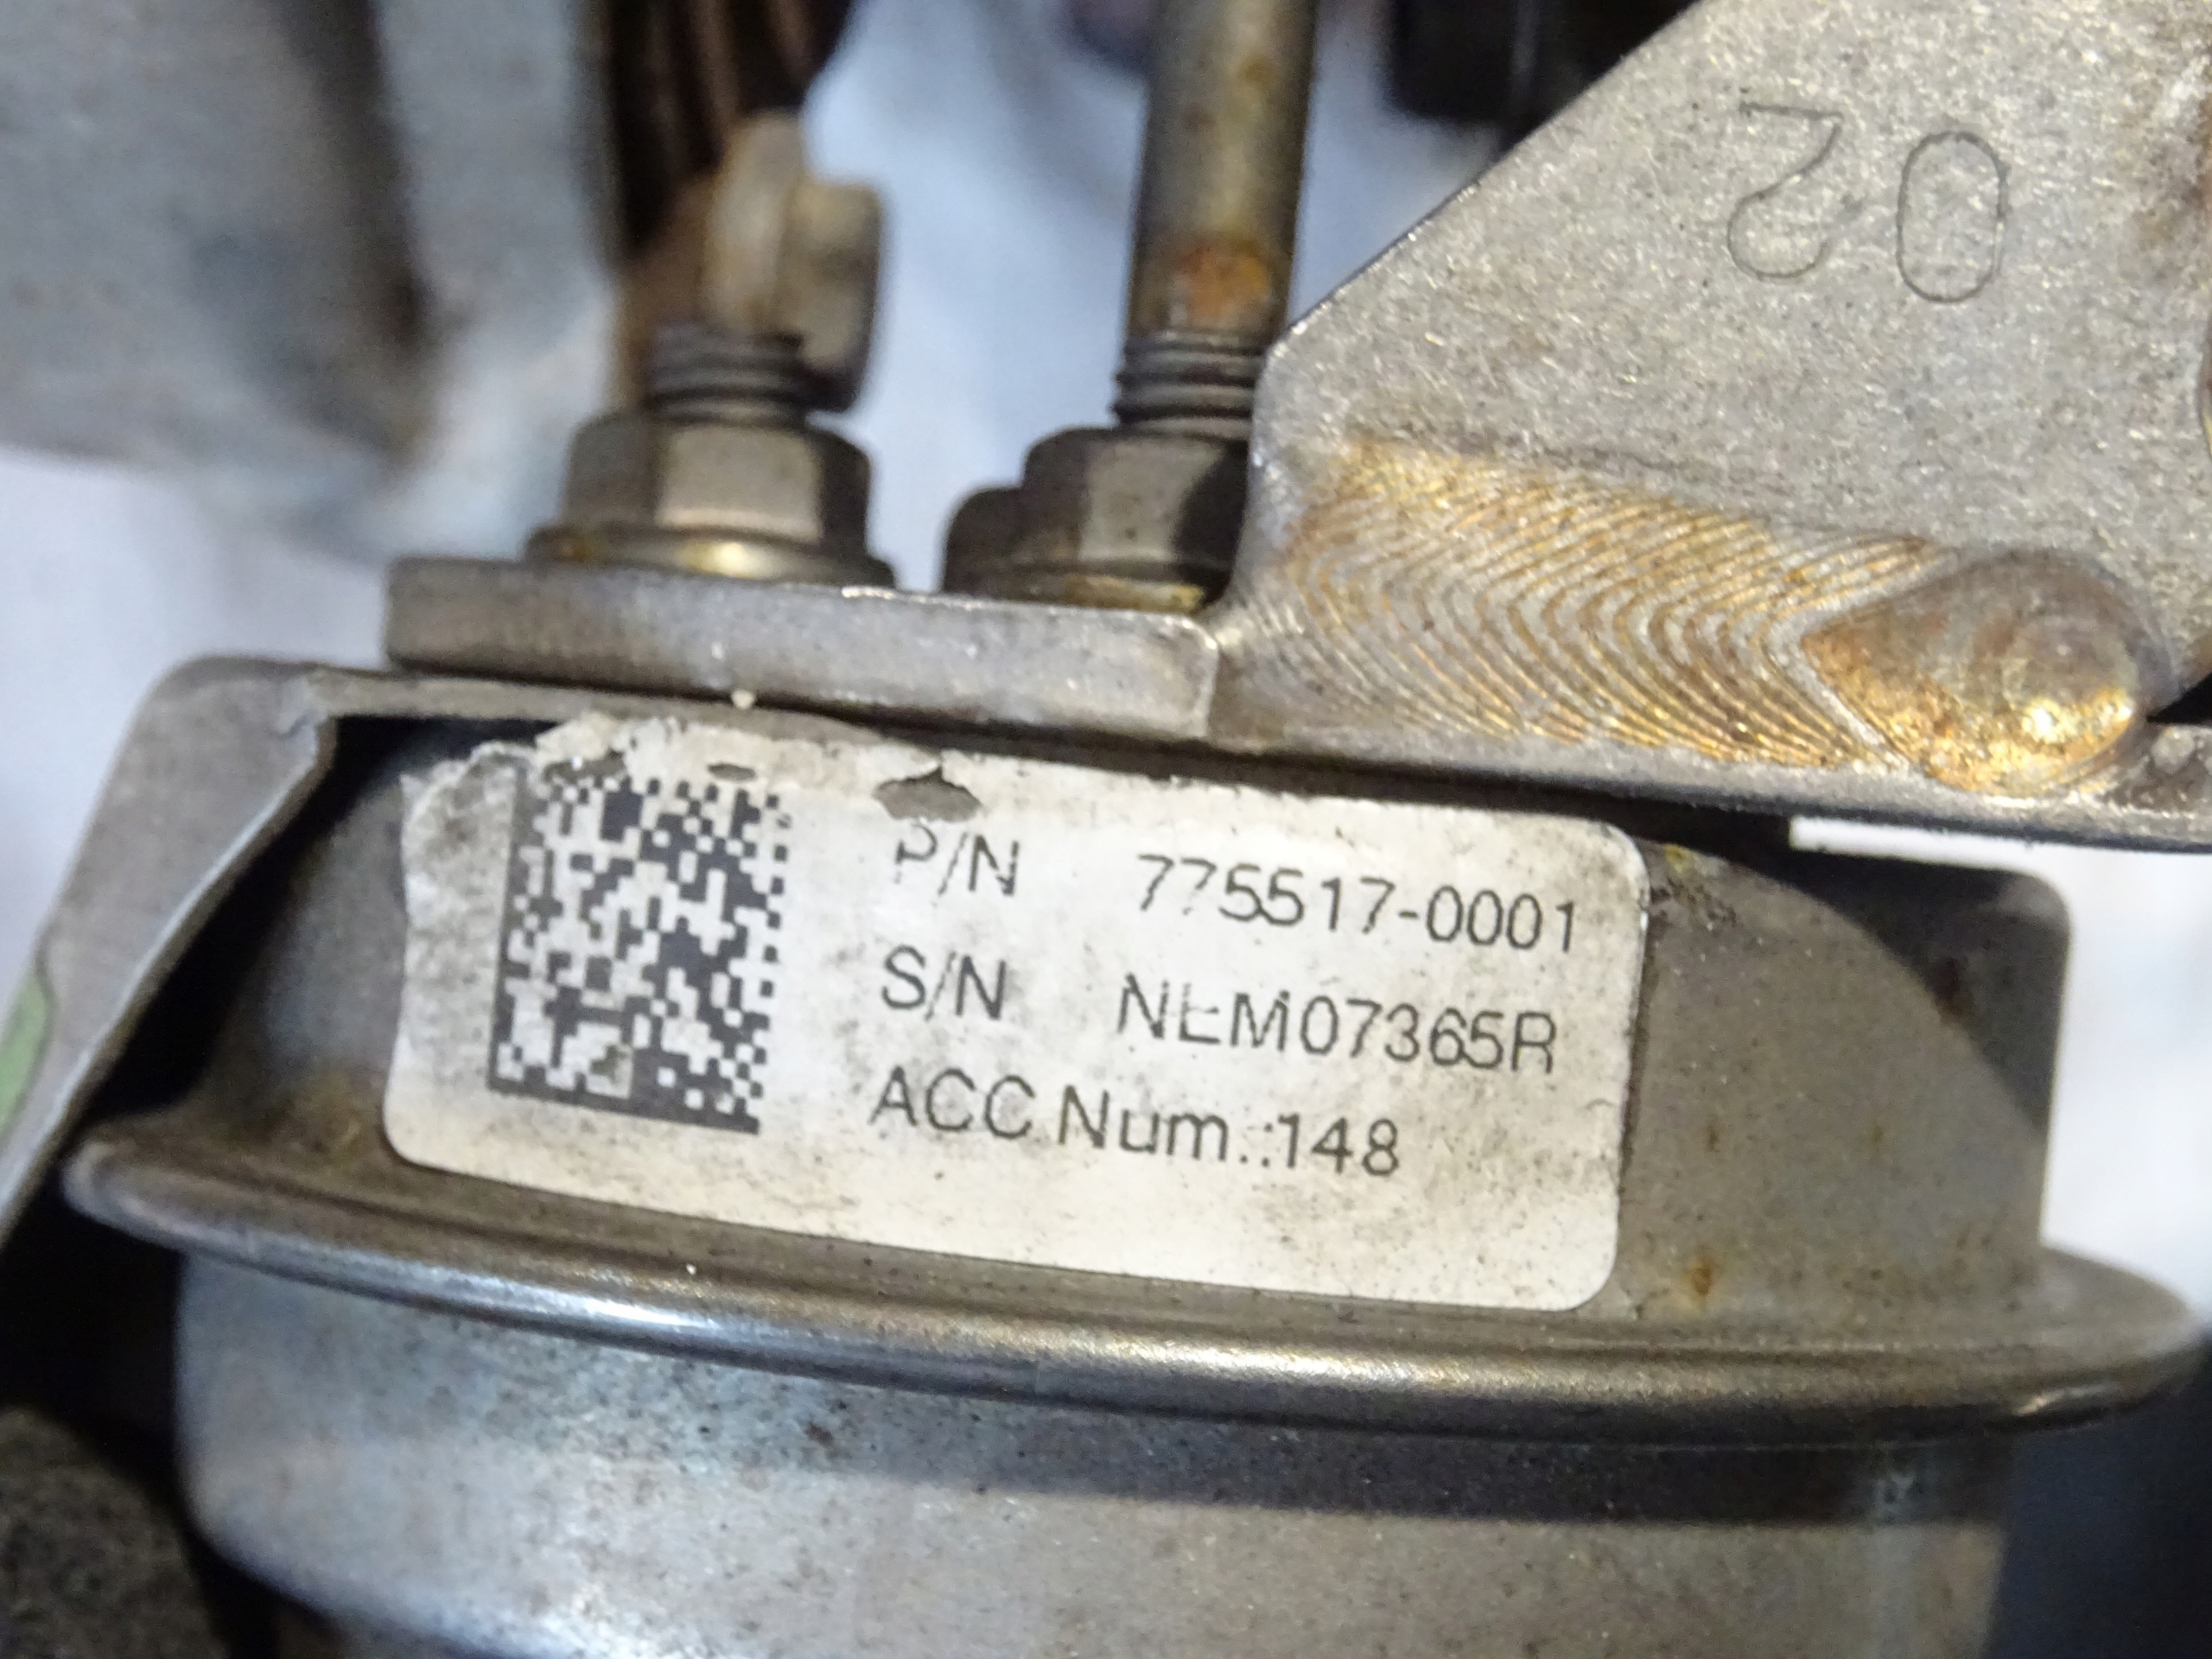 02
P/N 775517-0001
S/N NEM07365R
ACC Num.:148